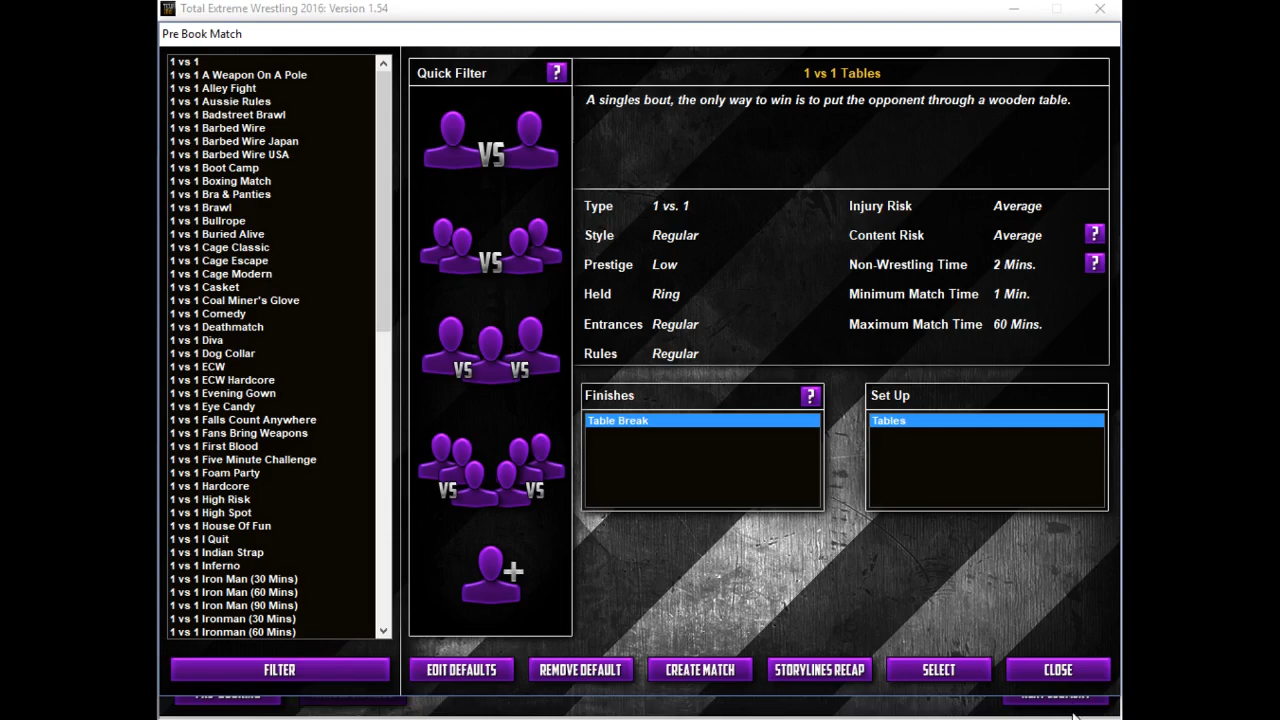 Total Extreme Wrestling 2016: Version 1.54
Pre Book Match
1 vs 1
1 vs 1 A Weapon On A Pole
1 vs 1 Alley Fight
1 vs 1 Aussie Rules
1 vs 1 Badstreet Brawl
1 vs 1 Barbed Wire
1 vs 1 Barbed Wire Japan
1 vs 1 Barbed Wire USA
1 vs 1 Boot Camp
1 vs 1 Boxing Match
1 vs 1 Bra & Panties
1 vs 1 Brawl
1 vs 1 Bullrope
1 vs 1 Buried Alive
1 vs 1 Cage Classic
1 vs 1 Cage Escape
1 vs 1 Cage Modern
1 vs 1 Casket
1 vs 1 Coal Miner's Glove
1 vs 1 Comedy
1 vs 1 Deathmatch
1 vs 1 Diva
1 vs 1 Dog Collar
1 vs 1 ECW
1 vs 1 ECW Hardcore
1 vs 1 Evening Gown
1 vs 1 Eye Candy
1 vs 1 Falls Count Anywhere
1 vs 1 Fans Bring Weapons
1 vs 1 First Blood
1 vs 1 Five Minute Challenge
1 vs 1 Foam Party
1 vs 1 Hardcore
1 vs 1 High Risk
1 vs 1 High Spot
1 vs 1 House Of Fun
1 vs 1 I Quit
1 vs 1 Indian Strap
1 vs 1 Inferno
1 vs 1 Iron Man (30 Mins)
1 vs 1 Iron Man (60 Mins)
1 vs 1 Iron Man (90 Mins)
1 vs 1 Ironman (30 Mins)
1 vs 1 Ironman (60 Mins)
FILTER
Quick Filter ?
VS
VS
VS VS
VS VS
1 vs 1 Tables
A singles bout, the only way to win is to put the opponent through a wooden table.
Type 1 vs. 1
Style Regular
Prestige Low
Held Ring
Entrances Regular
Rules Regular
Injury Risk Average
Content Risk Average ?
Non-Wrestling Time 2 Mins. ?
Minimum Match Time 1 Min.
Maximum Match Time 60 Mins.
Finishes ?
Table Break
Set Up
Tables
EDIT DEFAULTS REMOVE DEFAULT CREATE MATCH STORYLINES RECAP SELECT CLOSE